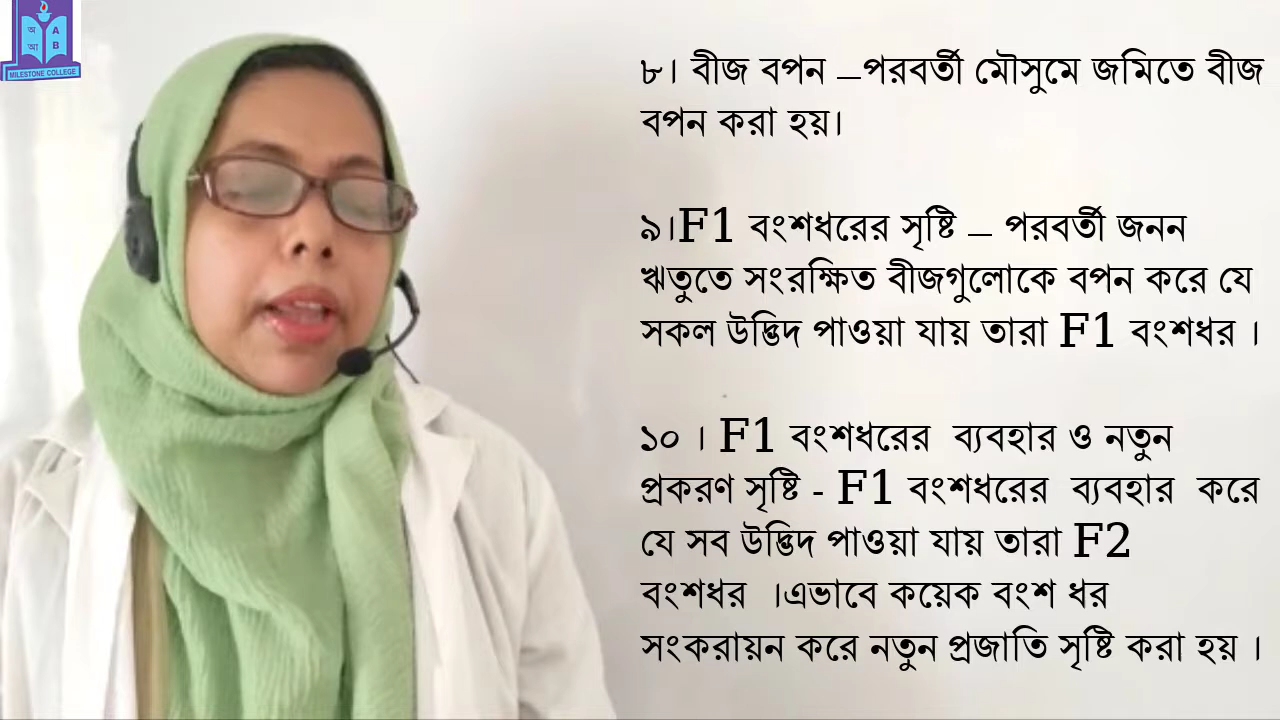 অ A
আ B
MILESTONE COLLEGE
৮। বীজ বপন –পরবর্তী মৌসুমে জমিতে বীজ
বপন করা হয়।
৯।F1 বংশধরের সৃষ্টি – পরবর্তী জনন
ঋতুতে সংরক্ষিত বীজগুলোকে বপন করে যে
সকল উদ্ভিদ পাওয়া যায় তারা F1 বংশধর ।
১০ । F1 বংশধরের ব্যবহার ও নতুন
প্রকরণ সৃষ্টি - F1 বংশধরের ব্যবহার করে
যে সব উদ্ভিদ পাওয়া যায় তারা F2
বংশধর ।এভাবে কয়েক বংশ ধর
সংকরায়ন করে নতুন প্রজাতি সৃষ্টি করা হয় ।